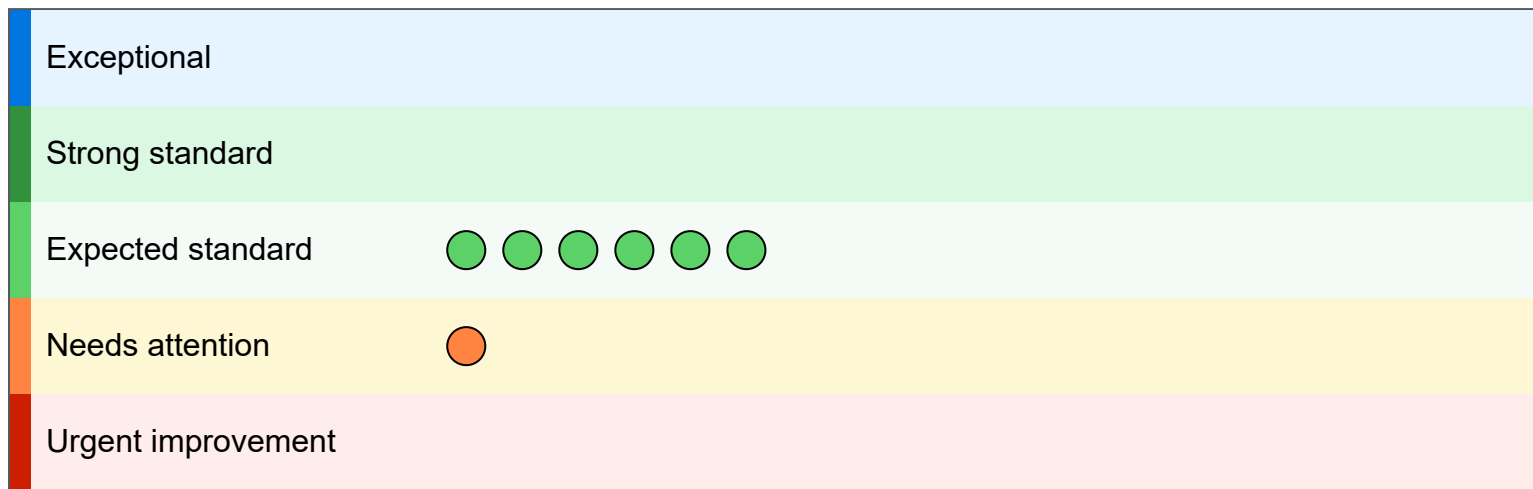 Exceptional
Strong standard
Expected standard
Needs attention
Urgent improvement